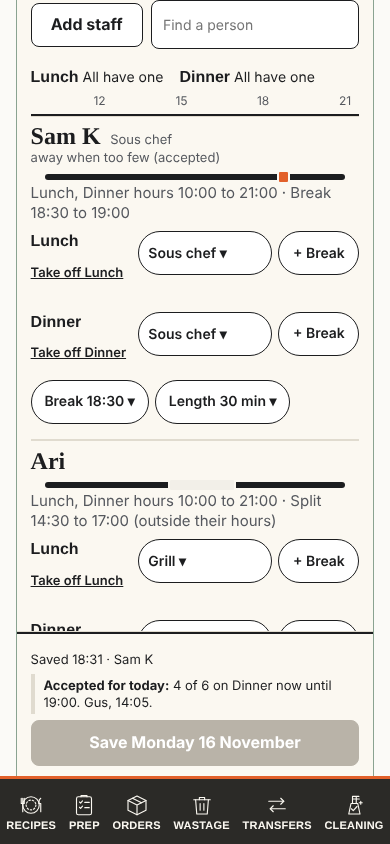 Add staff
Find a person
Lunch All have one Dinner All have one
12 15 18 21
Sam K Sous chef
away when too few (accepted)
Lunch, Dinner hours 10:00 to 21:00 · Break
18:30 to 19:00
Lunch
Sous chef ▾
+ Break
Take off Lunch
Dinner
Sous chef ▾
+ Break
Take off Dinner
Break 18:30 ▾
Length 30 min ▾
Ari
Lunch, Dinner hours 10:00 to 21:00 · Split
14:30 to 17:00 (outside their hours)
Lunch
Grill ▾
+ Break
Take off Lunch
Dinner
Saved 18:31 · Sam K
Accepted for today: 4 of 6 on Dinner now until
19:00. Gus, 14:05.
Save Monday 16 November
RECIPES PREP ORDERS WASTAGE TRANSFERS CLEANING